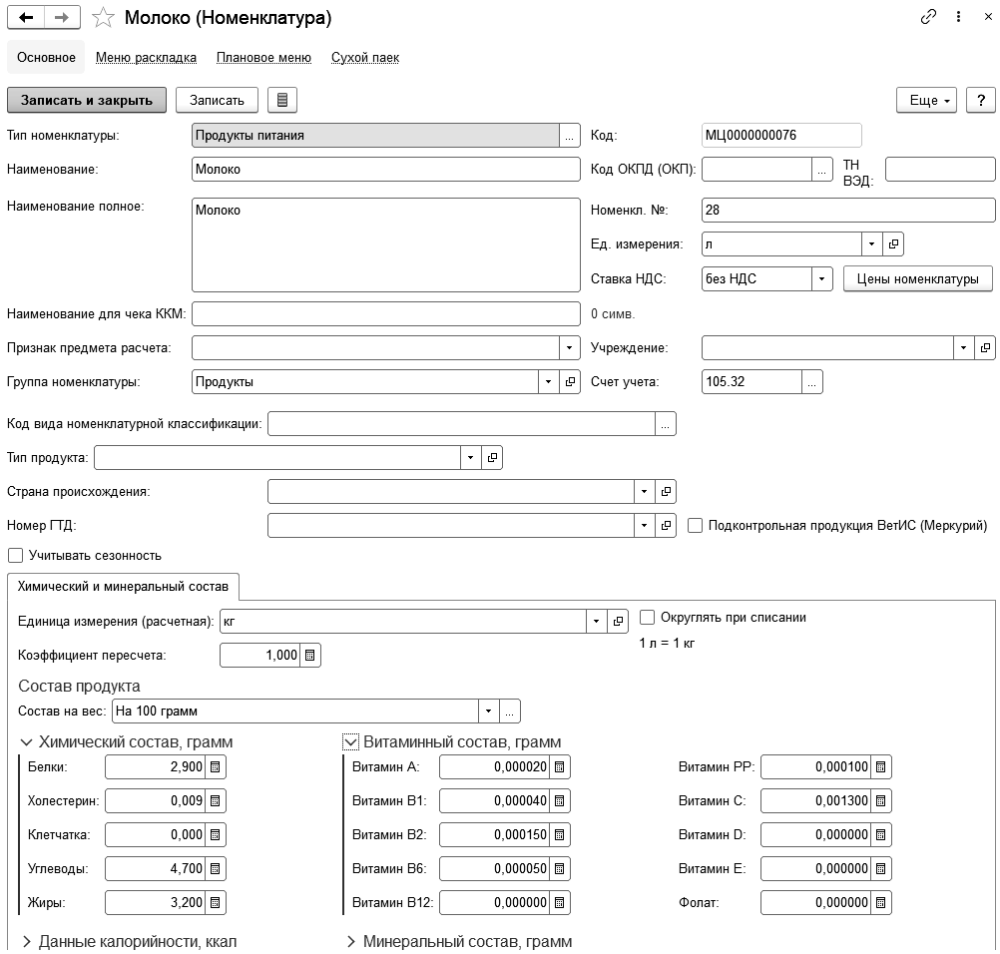 Молоко (Номенклатура)
Основное Меню раскладка Плановое меню Сухой паек
Записать и закрыть Записать Еще ?
Тип номенклатуры: Продукты питания ... Код: МЦ0000000076
Наименование: Молоко Код ОКПД (ОКП): ... ТН ВЭД:
Наименование полное: Молоко Номенкл. №: 28
Ед. измерения: л
Ставка НДС: без НДС Цены номенклатуры
Наименование для чека ККМ: 0 симв.
Признак предмета расчета: Учреждение:
Группа номенклатуры: Продукты Счет учета: 105.32 ...
Код вида номенклатурной классификации: ...
Тип продукта:
Страна происхождения:
Номер ГТД: Подконтрольная продукция ВетИС (Меркурий)
Учитывать сезонность
Химический и минеральный состав
Единица измерения (расчетная): кг Округлять при списании
1 л = 1 кг
Коэффициент пересчета: 1,000
Состав продукта
Состав на вес: На 100 грамм ...
Химический состав, грамм Витаминный состав, грамм
Белки: 2,900 Витамин А: 0,000020 Витамин РР: 0,000100
Холестерин: 0,009 Витамин В1: 0,000040 Витамин С: 0,001300
Клетчатка: 0,000 Витамин В2: 0,000150 Витамин D: 0,000000
Углеводы: 4,700 Витамин В6: 0,000050 Витамин Е: 0,000000
Жиры: 3,200 Витамин В12: 0,000000 Фолат: 0,000000
Данные калорийности, ккал Минеральный состав, грамм